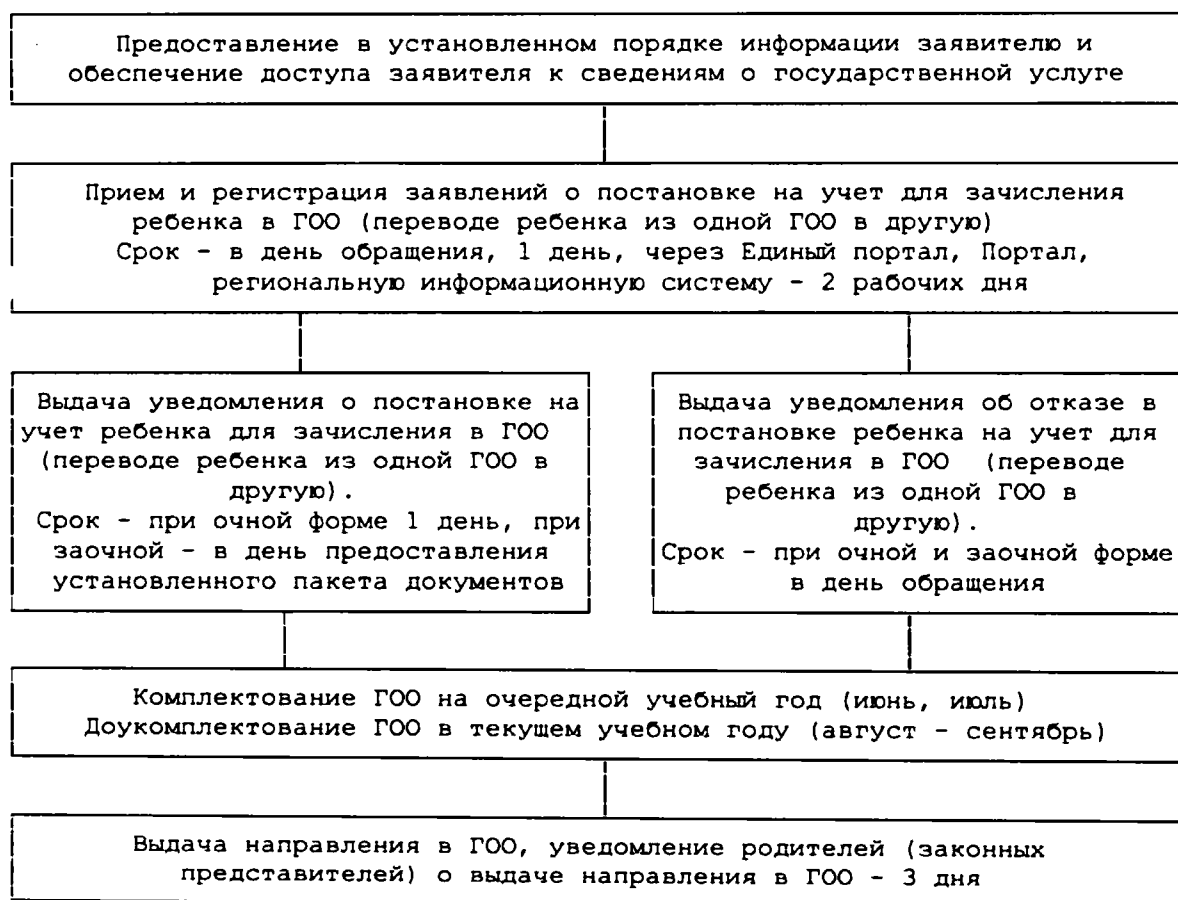 Предоставление в установленном порядке информации заявителю и
обеспечение доступа заявителя к сведениям о государственной услуге
Прием и регистрация заявлений о постановке на учет для зачисления
ребенка в ГОО (переводе ребенка из одной ГОО в другую)
Срок - в день обращения, 1 день, через Единый портал, Портал,
региональную информационную систему - 2 рабочих дня
Выдача уведомления о постановке на
учет ребенка для зачисления в ГОО
(переводе ребенка из одной ГОО в
другую).
Срок - при очной форме 1 день, при
заочной - в день предоставления
установленного пакета документов
Выдача уведомления об отказе в
постановке ребенка на учет для
зачисления в ГОО (переводе
ребенка из одной ГОО в
другую).
Срок - при очной и заочной форме
в день обращения
Комплектование ГОО на очередной учебный год (июнь, июль)
Доукомплектование ГОО в текущем учебном году (август - сентябрь)
Выдача направления в ГОО, уведомление родителей (законных
представителей) о выдаче направления в ГОО - 3 дня